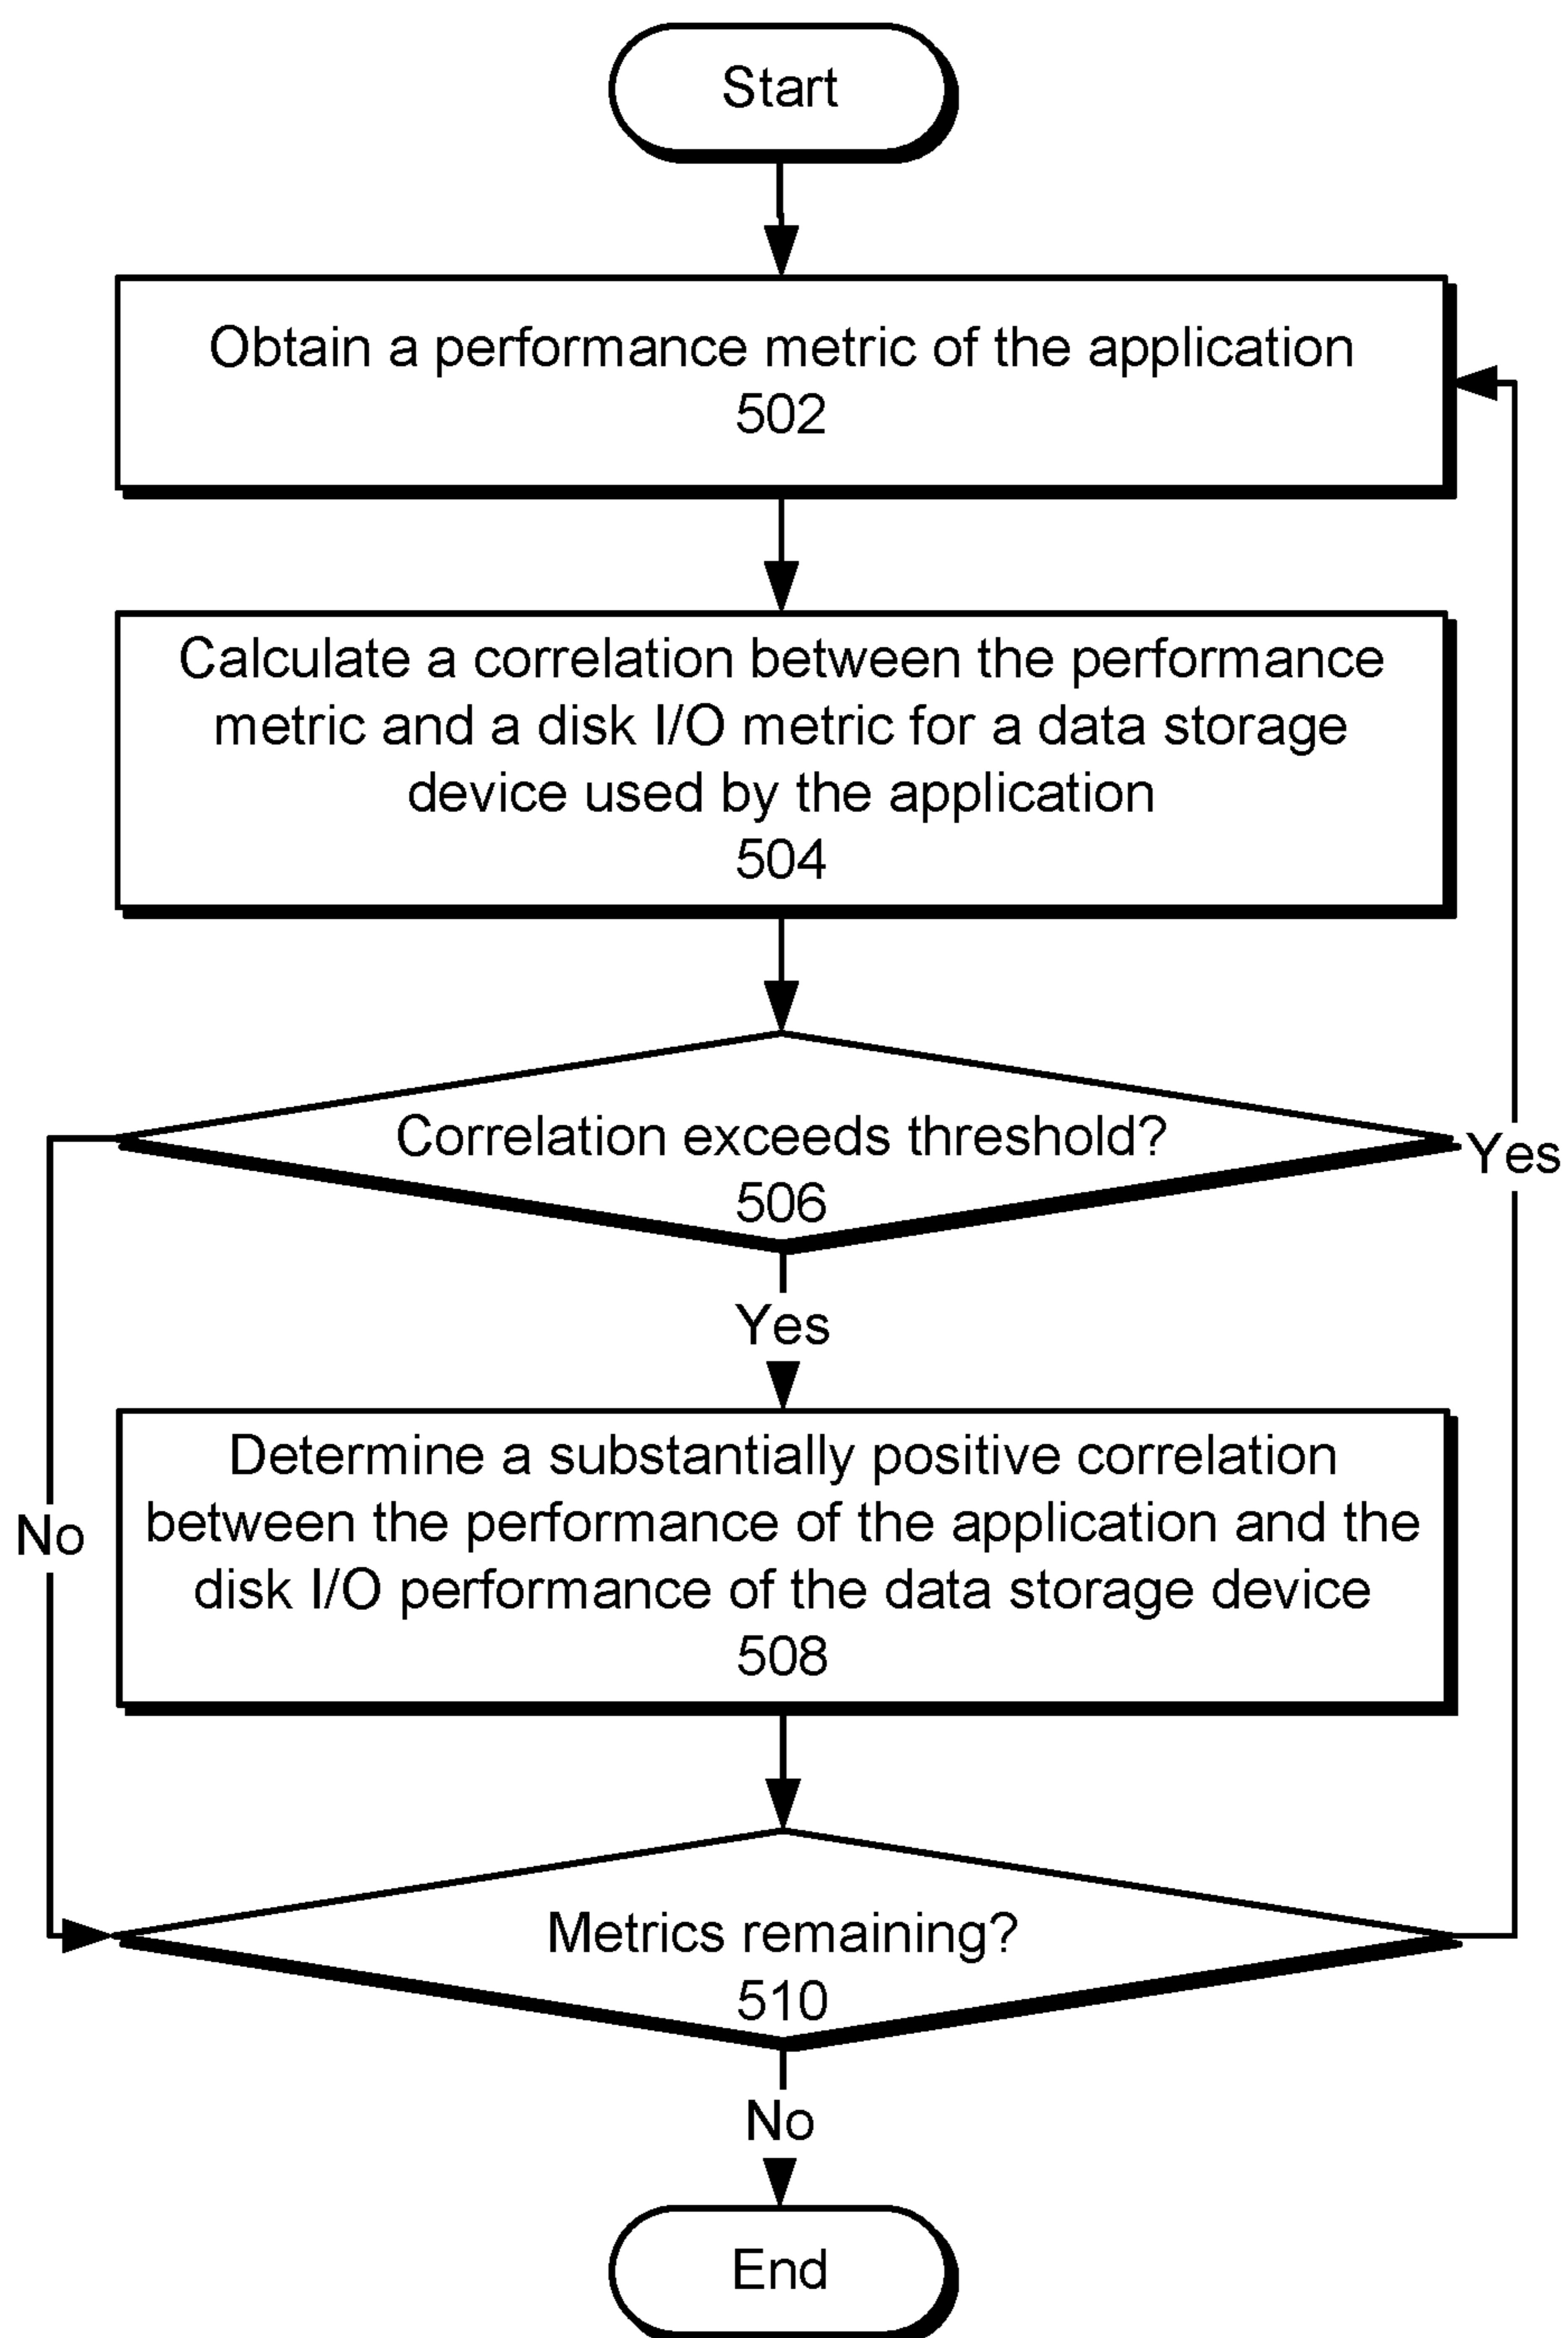 Start
Obtain a performance metric of the application
502
Calculate a correlation between the performance
metric and a disk I/O metric for a data storage
device used by the application
504
Correlation exceeds threshold?
506
Yes
Yes
Determine a substantially positive correlation
between the performance of the application and the
disk I/O performance of the data storage device
508
No
Metrics remaining?
510
No
End